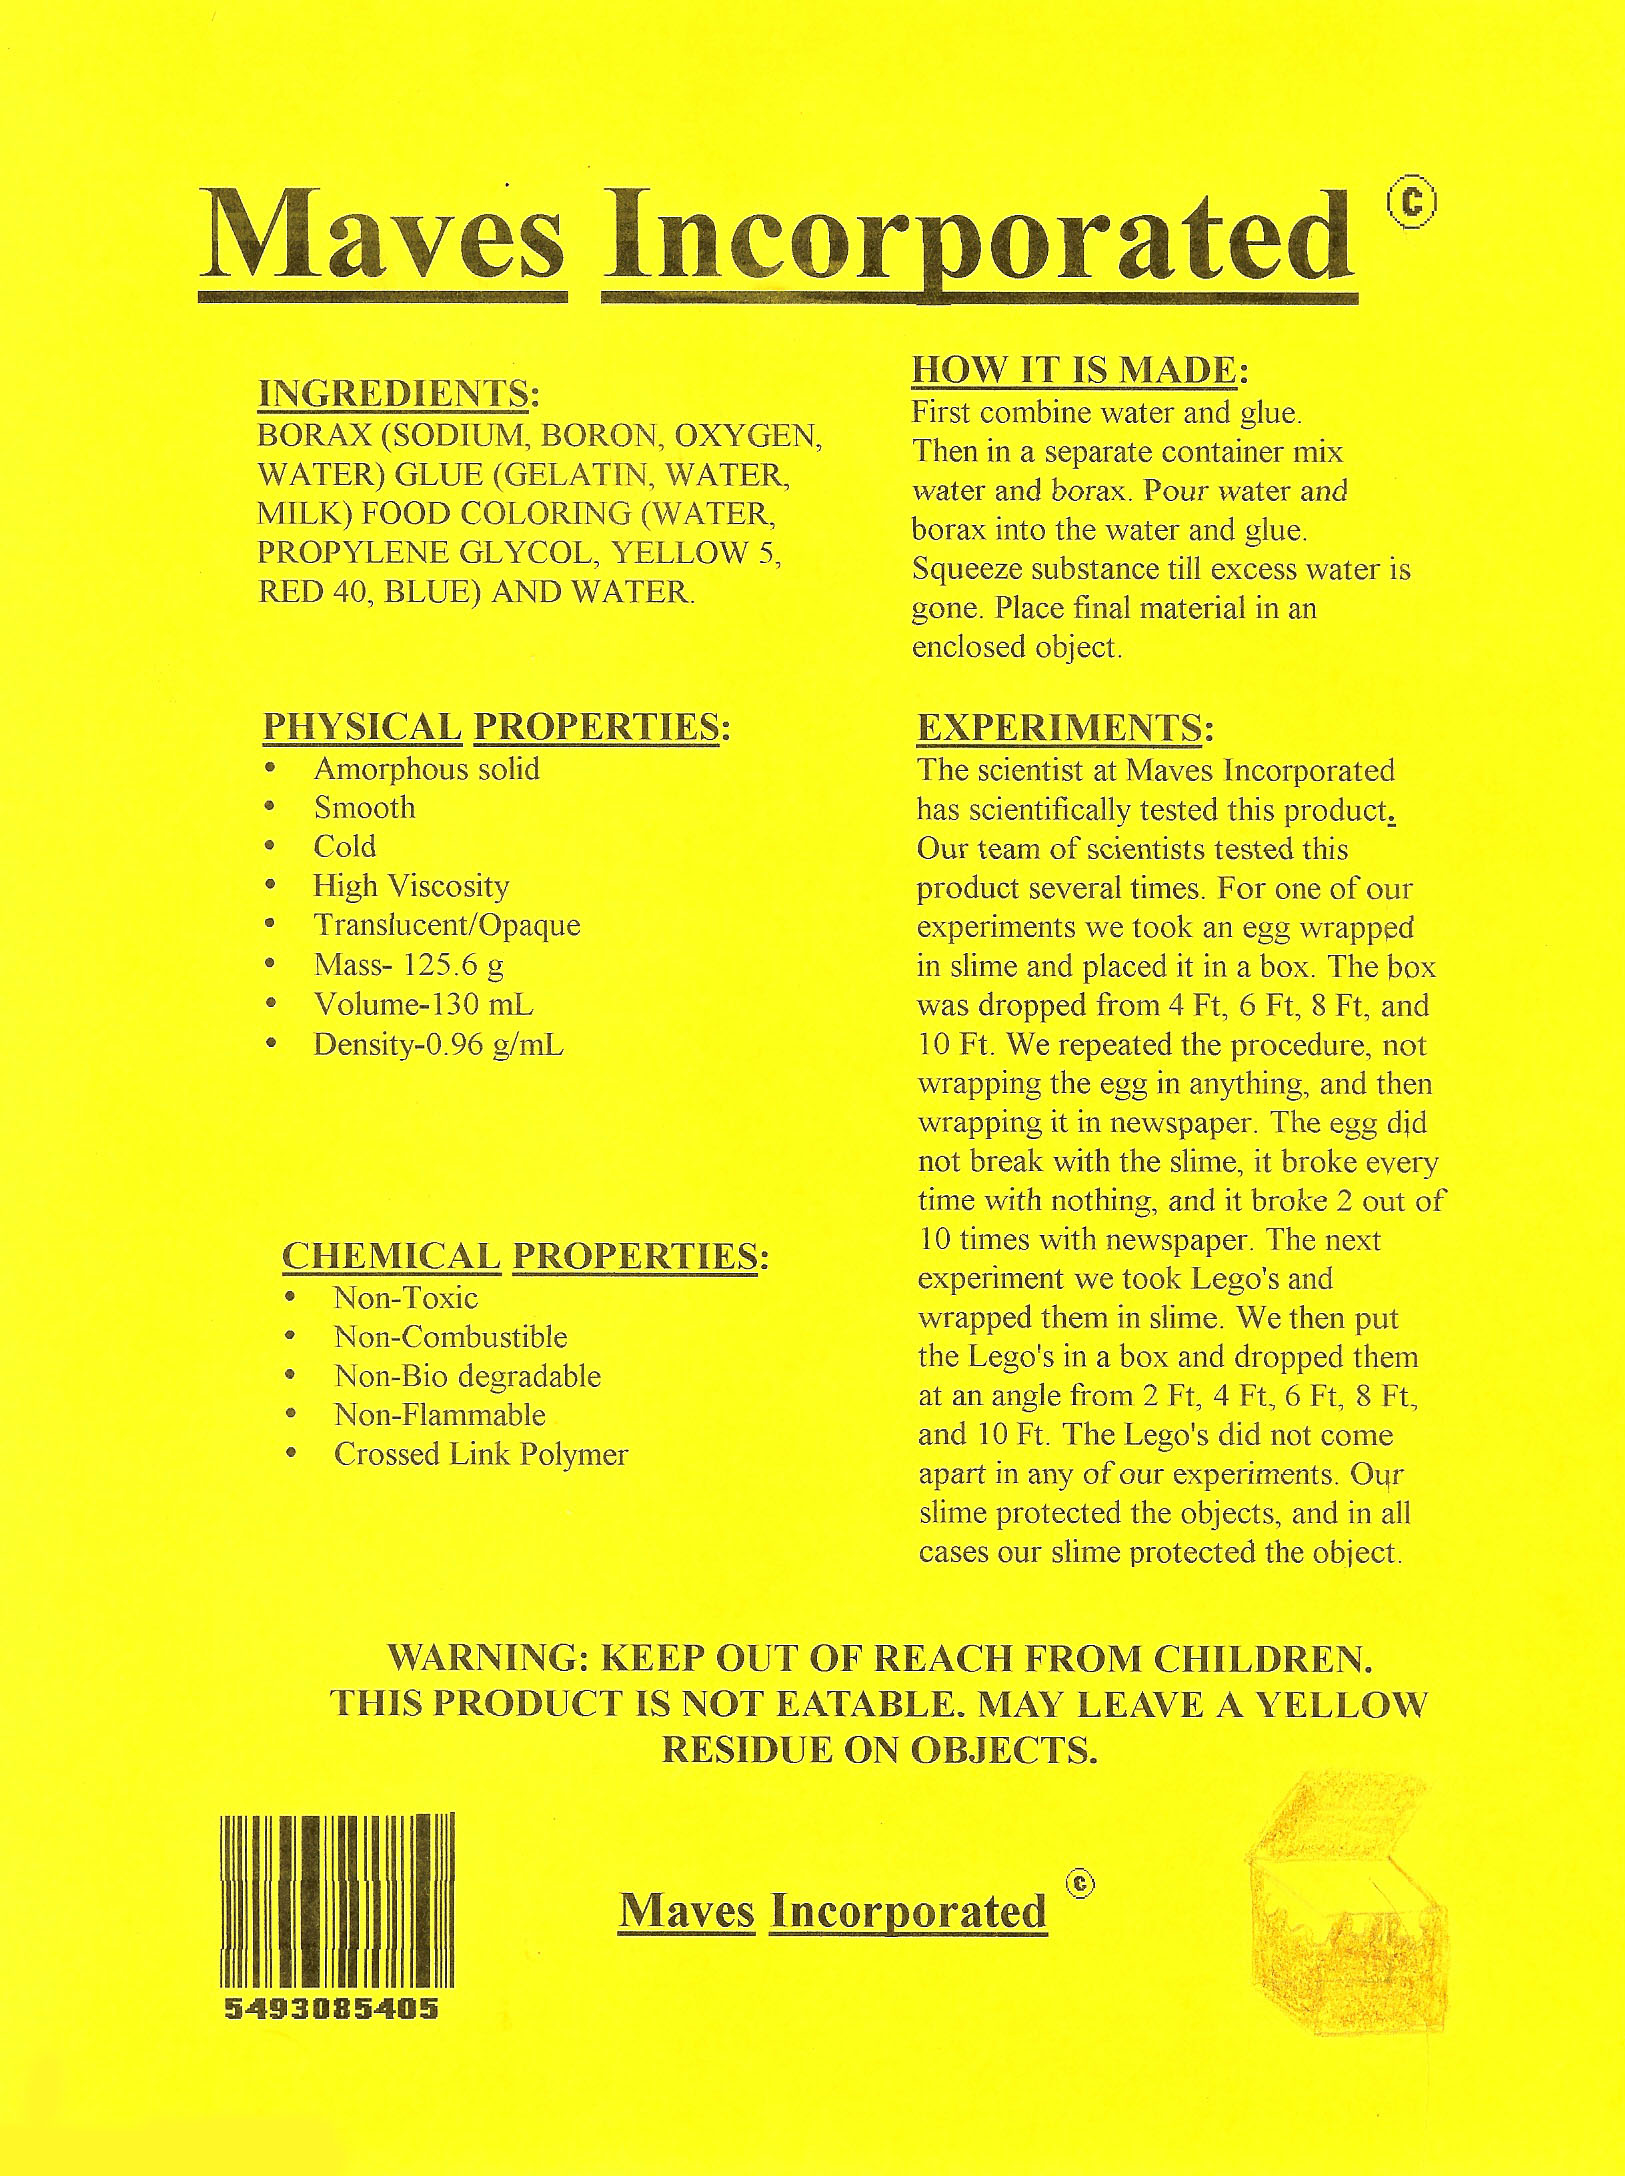 Maves Incorporated ©
INGREDIENTS:
BORAX (SODIUM, BORON, OXYGEN,
WATER) GLUE (GELATIN, WATER,
MILK) FOOD COLORING (WATER,
PROPYLENE GLYCOL, YELLOW 5,
RED 40, BLUE) AND WATER.
PHYSICAL PROPERTIES:
• Amorphous solid
• Smooth
• Cold
• High Viscosity
• Translucent/Opaque
• Mass- 125.6 g
• Volume-130 mL
• Density-0.96 g/mL
CHEMICAL PROPERTIES:
• Non-Toxic
• Non-Combustible
• Non-Bio degradable
• Non-Flammable
• Crossed Link Polymer
HOW IT IS MADE:
First combine water and glue.
Then in a separate container mix
water and borax. Pour water and
borax into the water and glue.
Squeeze substance till excess water is
gone. Place final material in an
enclosed object.
EXPERIMENTS:
The scientist at Maves Incorporated
has scientifically tested this product.
Our team of scientists tested this
product several times. For one of our
experiments we took an egg wrapped
in slime and placed it in a box. The box
was dropped from 4 Ft, 6 Ft, 8 Ft, and
10 Ft. We repeated the procedure, not
wrapping the egg in anything, and then
wrapping it in newspaper. The egg did
not break with the slime, it broke every
time with nothing, and it broke 2 out of
10 times with newspaper. The next
experiment we took Lego's and
wrapped them in slime. We then put
the Lego's in a box and dropped them
at an angle from 2 Ft, 4 Ft, 6 Ft, 8 Ft,
and 10 Ft. The Lego's did not come
apart in any of our experiments. Our
slime protected the objects, and in all
cases our slime protected the object.
WARNING: KEEP OUT OF REACH FROM CHILDREN.
THIS PRODUCT IS NOT EATABLE. MAY LEAVE A YELLOW
RESIDUE ON OBJECTS.
5493085405
Maves Incorporated ©